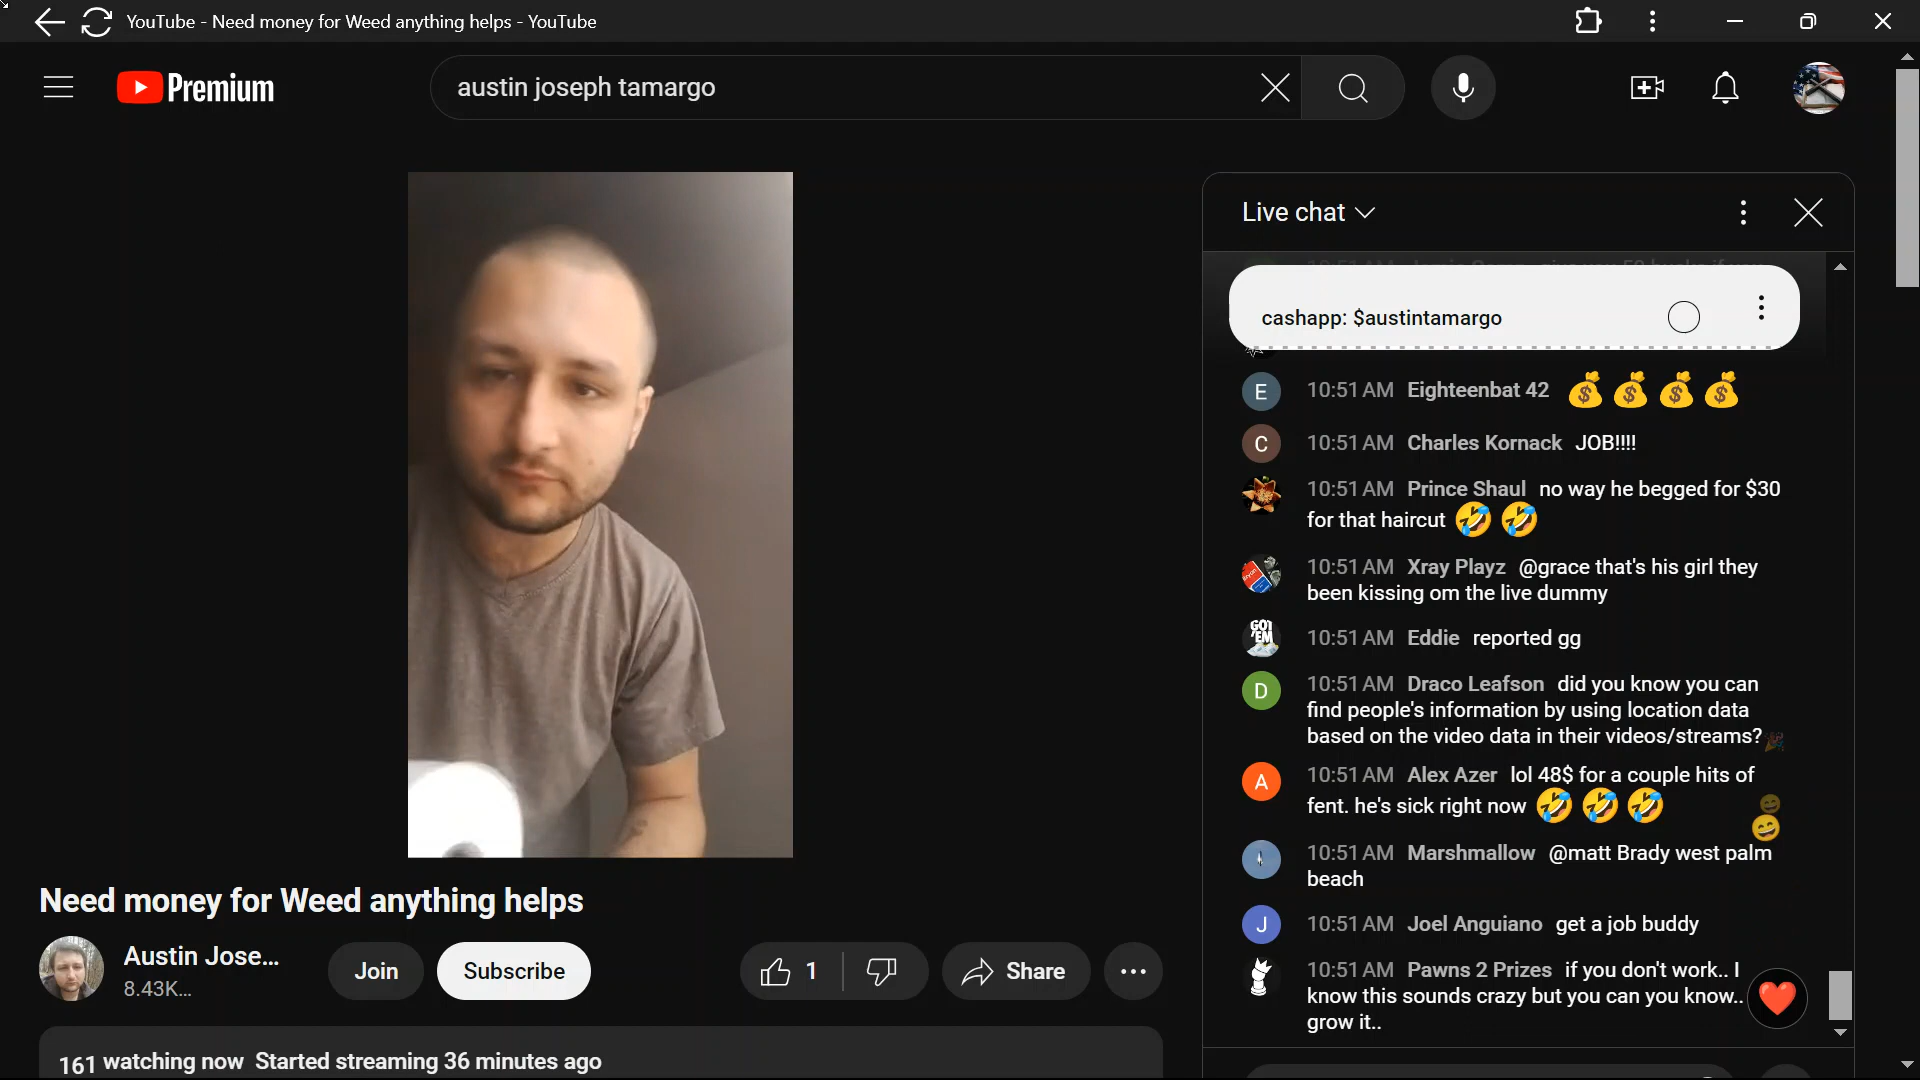 YouTube - Need money for Weed anything helps - YouTube
Premium
austin joseph tamargo
Live chat
cashapp: $austintamargo
E 10:51 AM Eighteenbat 42
C 10:51 AM Charles Kornack JOB!!!!
10:51 AM Prince Shaul no way he begged for $30
for that haircut
10:51 AM Xray Playz @grace that's his girl they
been kissing om the live dummy
GOT
'EM
10:51 AM Eddie reported gg
D 10:51 AM Draco Leafson did you know you can
find people's information by using location data
based on the video data in their videos/streams?
A 10:51 AM Alex Azer lol 48$ for a couple hits of
fent. he's sick right now
10:51 AM Marshmallow @matt Brady west palm
beach
J 10:51 AM Joel Anguiano get a job buddy
10:51 AM Pawns 2 Prizes if you don't work.. I
know this sounds crazy but you can you know..
grow it..
Need money for Weed anything helps
Austin Jose...
8.43K...
Join
Subscribe
1
Share
161 watching now Started streaming 36 minutes ago